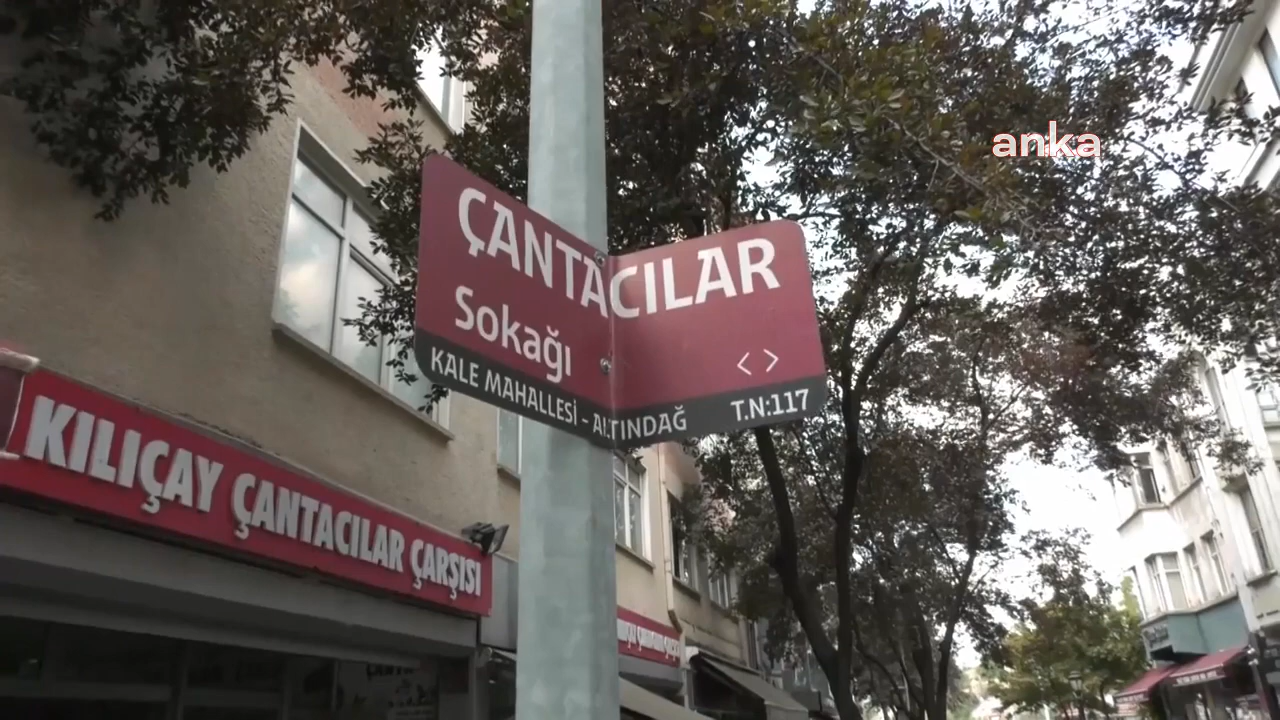 anka
ÇANTACILAR
Sokağı
< >
KALE MAHALLESİ - ALTINDAĞ T.N:117
KILIÇAY ÇANTACILAR ÇARŞISI